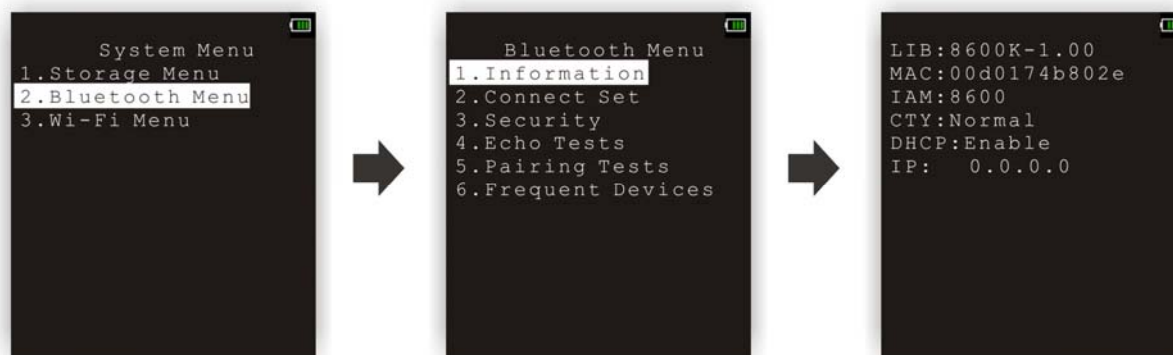 System Menu
1.Storage Menu
2.Bluetooth Menu
3.Wi-Fi Menu
Bluetooth Menu
1.Information
2.Connect Set
3.Security
4.Echo Tests
5.Pairing Tests
6.Frequent Devices
LIB:8600K-1.00
MAC:00d0174b802e
IAM:8600
CTY:Normal
DHCP:Enable
IP: 0.0.0.0